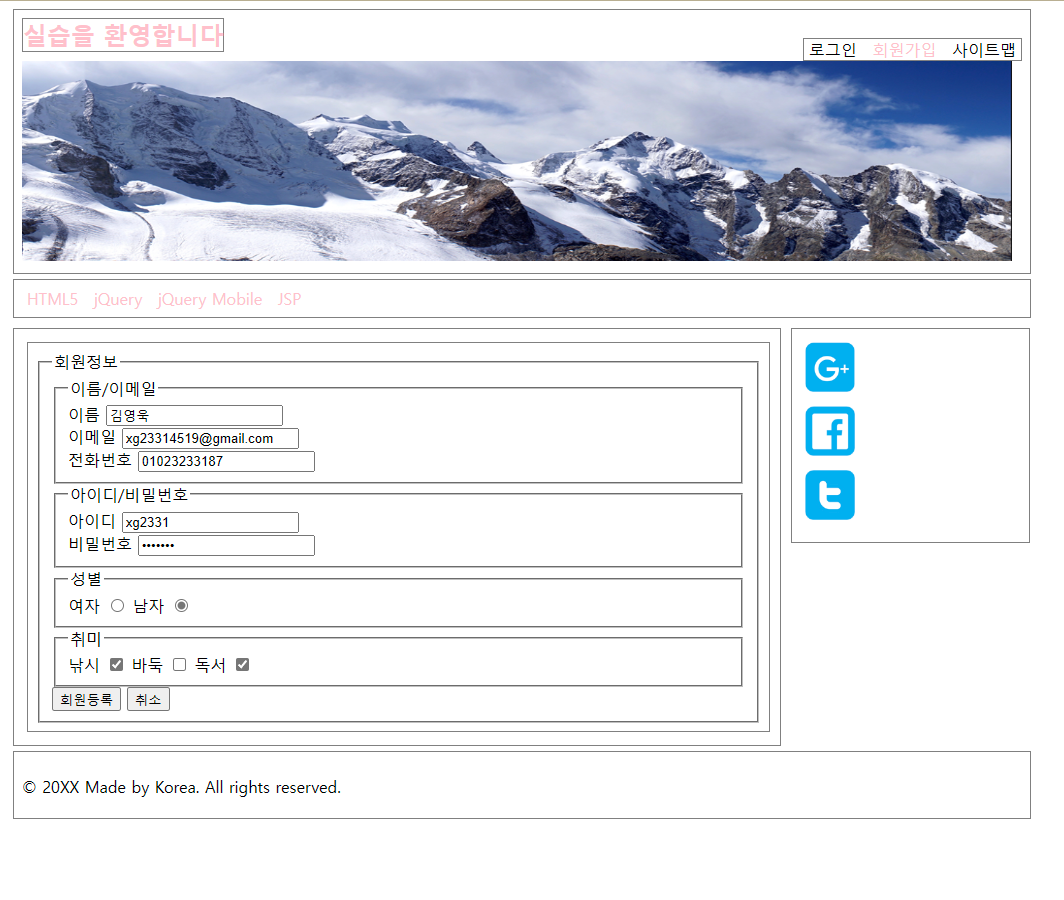 실습을 환영합니다
로그인 회원가입 사이트맵
HTML5 jQuery jQuery Mobile JSP
회원정보
이름/이메일
이름 김영욱
이메일 xg23314519@gmail.com
전화번호 01023233187
아이디/비밀번호
아이디 xg2331
비밀번호 •••••••
성별
여자 남자
취미
낚시 바둑 독서
회원등록 취소
G+
f
t
© 20XX Made by Korea. All rights reserved.